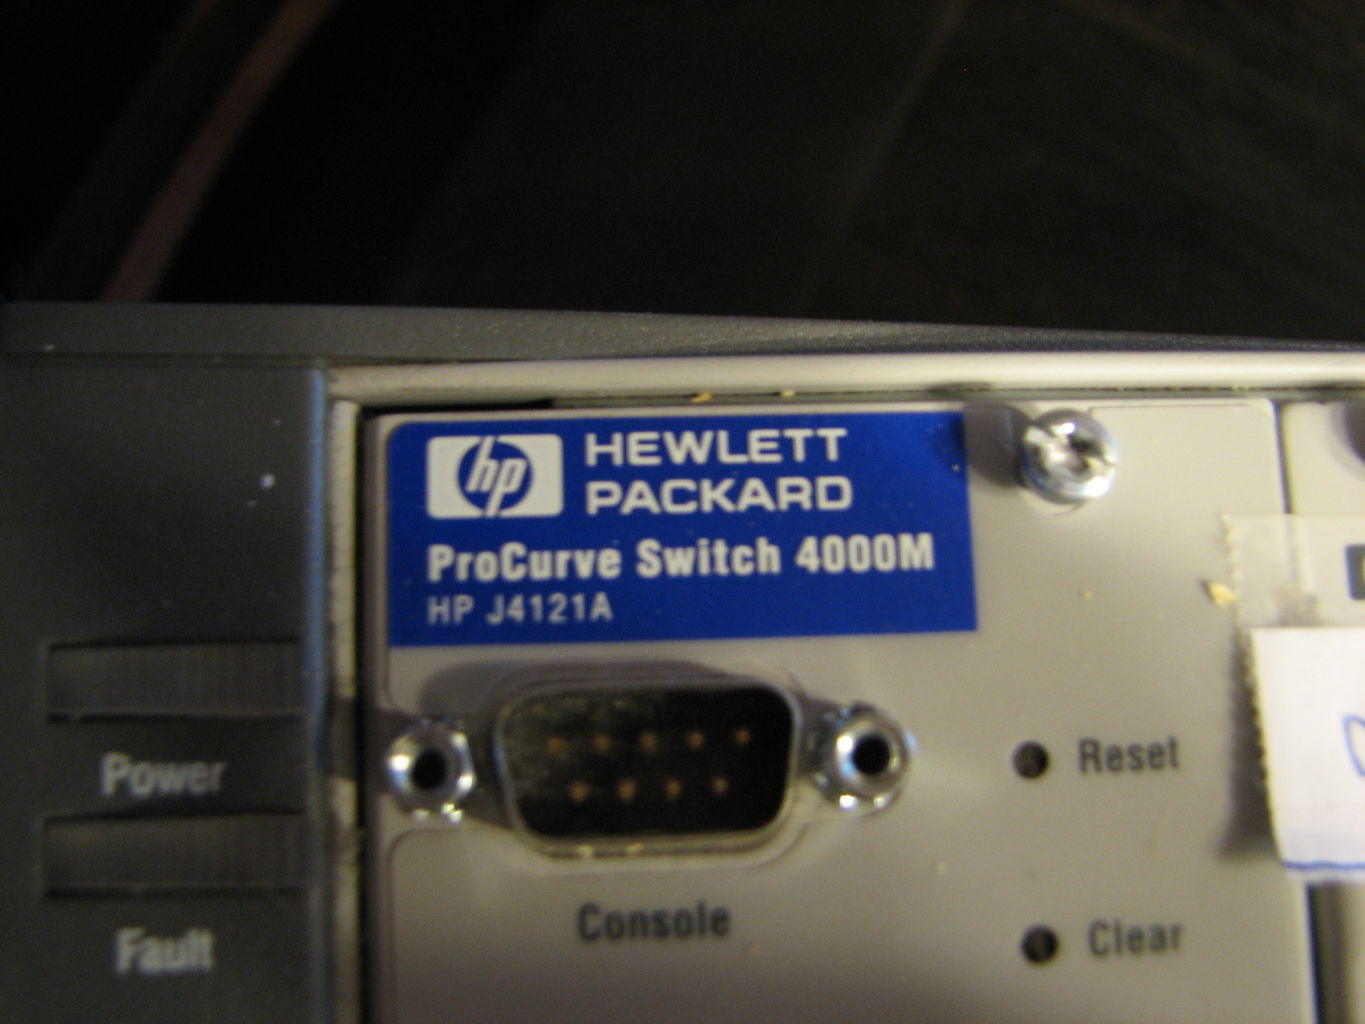 hp HEWLETT
PACKARD
ProCurve Switch 4000M
HP J4121A
Power
Fault
Console
Reset
Clear